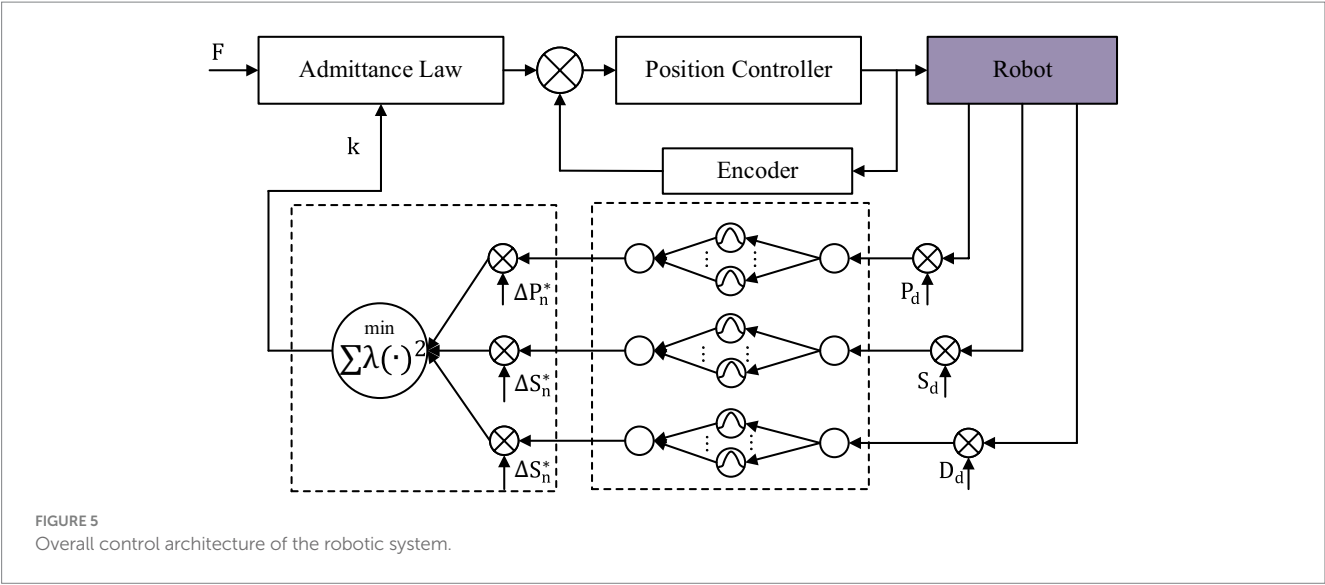 F
Admittance Law
Position Controller
Robot
k
Encoder
ΔP*n
Pd
min
∑λ(·)²
ΔS*n
Sd
ΔS*n
Dd
FIGURE 5
Overall control architecture of the robotic system.